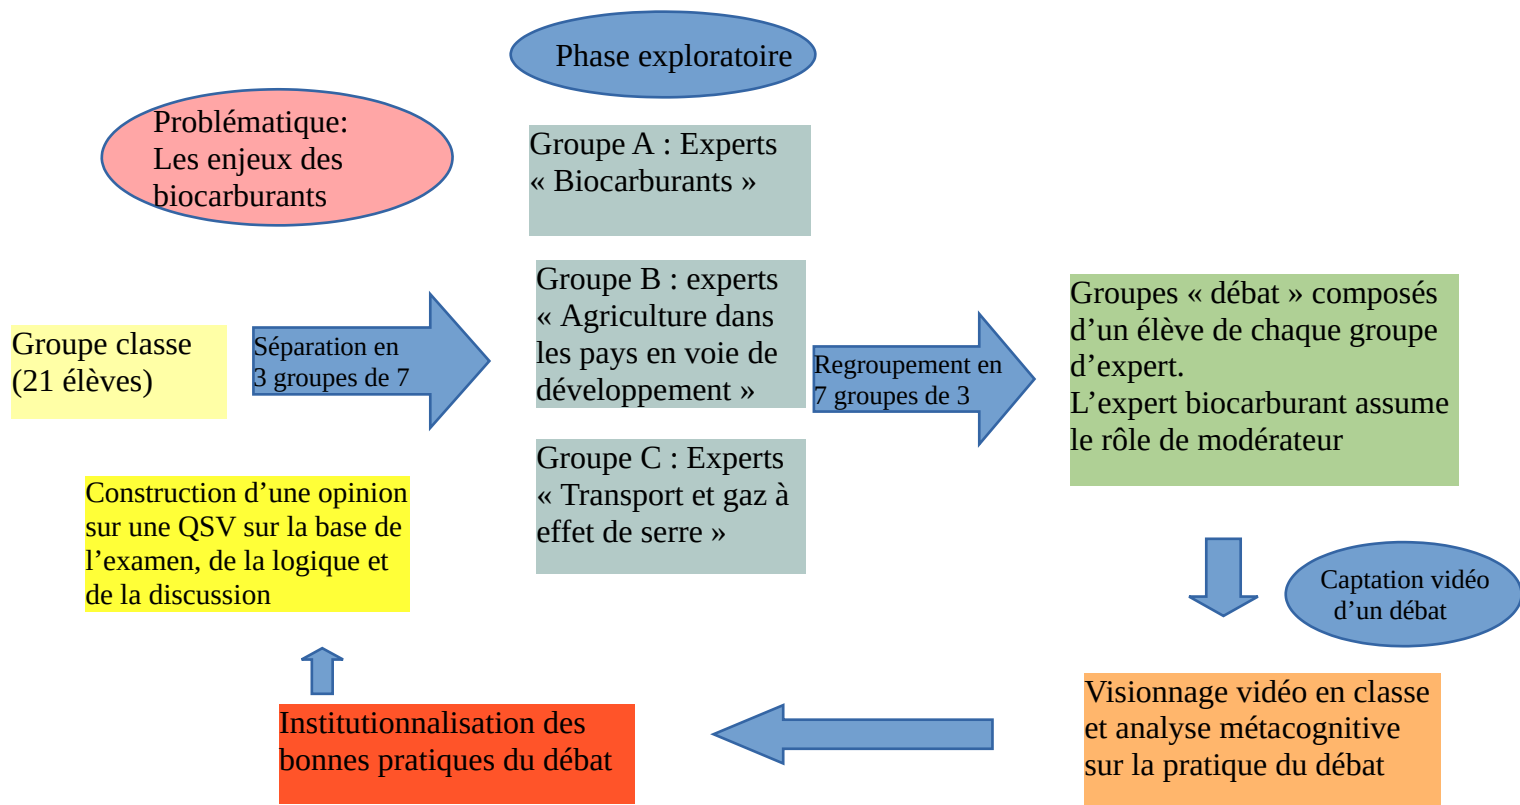 Phase exploratoire
Problématique:
Les enjeux des
biocarburants
Groupe A : Experts
« Biocarburants »
Groupe B : experts
« Agriculture dans
les pays en voie de
développement »
Groupe C : Experts
« Transport et gaz à
effet de serre »
Groupe classe
(21 élèves)
Séparation en
3 groupes de 7
Regroupement en
7 groupes de 3
Groupes « débat » composés
d’un élève de chaque groupe
d’expert.
L’expert biocarburant assume
le rôle de modérateur
Captation vidéo
d’un débat
Visionnage vidéo en classe
et analyse métacognitive
sur la pratique du débat
Institutionnalisation des
bonnes pratiques du débat
Construction d’une opinion
sur une QSV sur la base de
l’examen, de la logique et
de la discussion